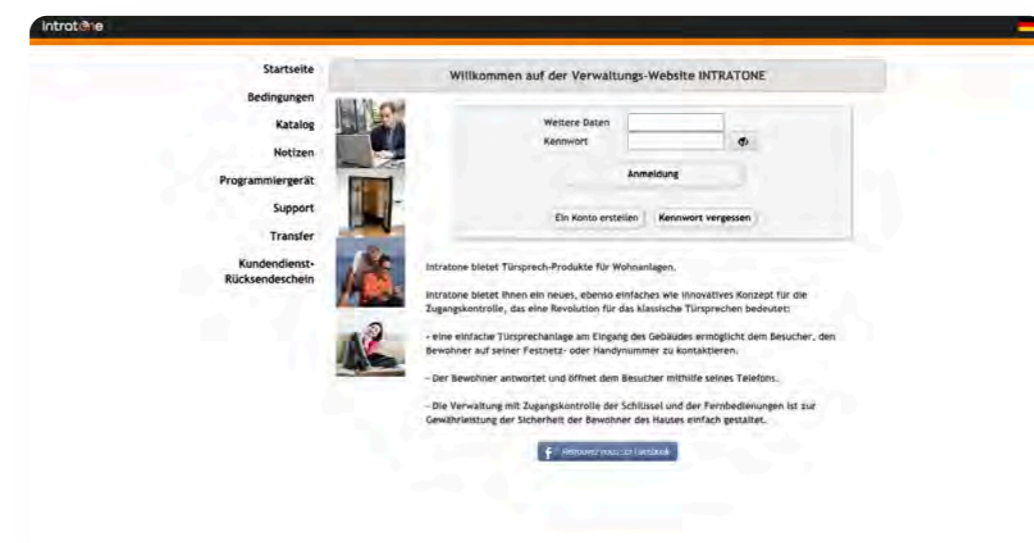 intratone
Startseite
Bedingungen
Katalog
Notizen
Programmiergerät
Support
Transfer
Kundendienst-
Rücksendeschein
Willkommen auf der Verwaltungs-Website INTRATONE
Weitere Daten
Kennwort
Anmeldung
Ein Konto erstellen Kennwort vergessen
Intratone bietet Türsprech-Produkte für Wohnanlagen.
Intratone bietet Ihnen ein neues, ebenso einfaches wie innovatives Konzept für die
Zugangskontrolle, das eine Revolution für das klassische Türsprechen bedeutet:
- eine einfache Türsprechanlage am Eingang des Gebäudes ermöglicht dem Besucher, den
Bewohner auf seiner Festnetz- oder Handynummer zu kontaktieren.
- Der Bewohner antwortet und öffnet dem Besucher mithilfe seines Telefons.
- Die Verwaltung mit Zugangskontrolle der Schlüssel und der Fernbedienungen ist zur
Gewährleistung der Sicherheit der Bewohner des Hauses einfach gestaltet.
f Retrouvez nous sur Facebook